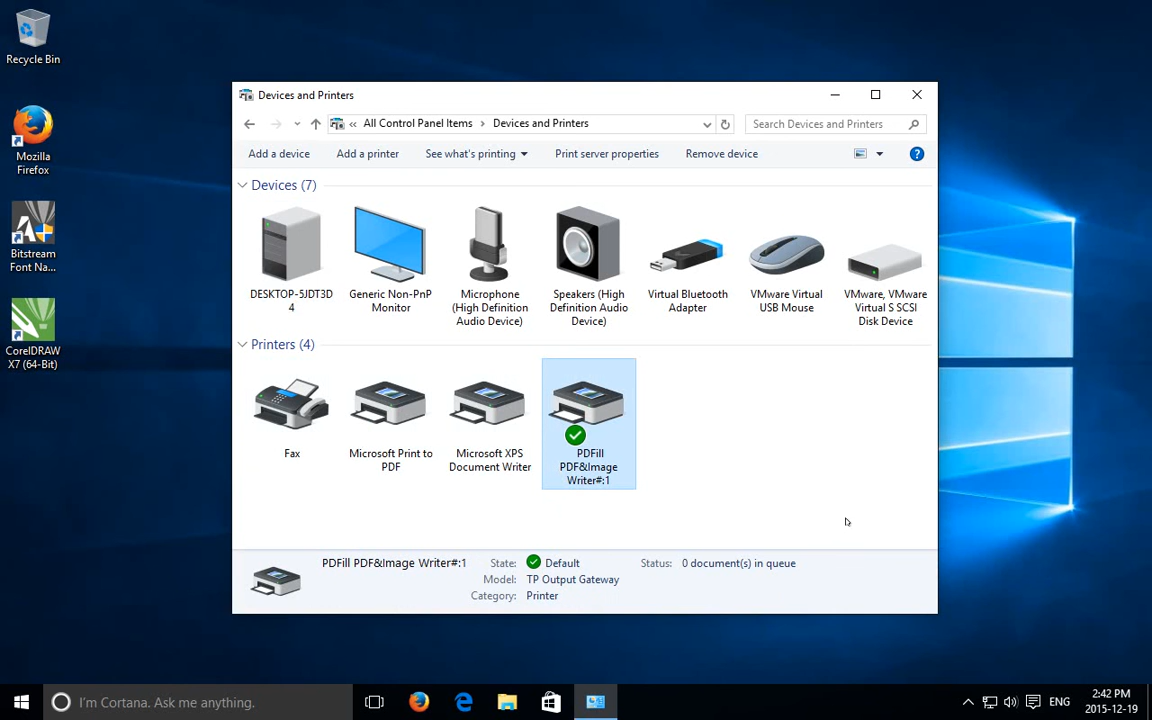 Recycle Bin
Mozilla
Firefox
Bitstream
Font Na...
CorelDRAW
X7 (64-Bit)
Devices and Printers
« All Control Panel Items > Devices and Printers
Search Devices and Printers
Add a device
Add a printer
See what's printing
Print server properties
Remove device
Devices (7)
DESKTOP-5JDT3D
4
Generic Non-PnP
Monitor
Microphone
(High Definition
Audio Device)
Speakers (High
Definition Audio
Device)
Virtual Bluetooth
Adapter
VMware Virtual
USB Mouse
VMware, VMware
Virtual S SCSI
Disk Device
Printers (4)
Fax
Microsoft Print to
PDF
Microsoft XPS
Document Writer
PDFill
PDF&Image
Writer#:1
PDFill PDF&Image Writer#:1
State: Default
Status: 0 document(s) in queue
Model: TP Output Gateway
Category: Printer
I'm Cortana. Ask me anything.
ENG
2:42 PM
2015-12-19